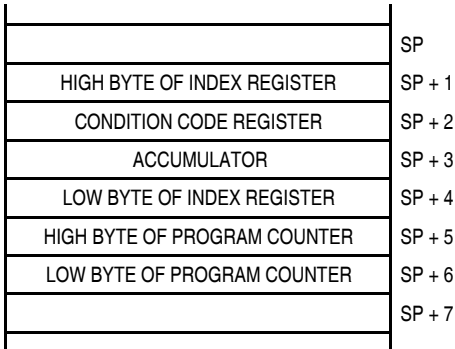 SP
HIGH BYTE OF INDEX REGISTER SP + 1
CONDITION CODE REGISTER SP + 2
ACCUMULATOR SP + 3
LOW BYTE OF INDEX REGISTER SP + 4
HIGH BYTE OF PROGRAM COUNTER SP + 5
LOW BYTE OF PROGRAM COUNTER SP + 6
SP + 7